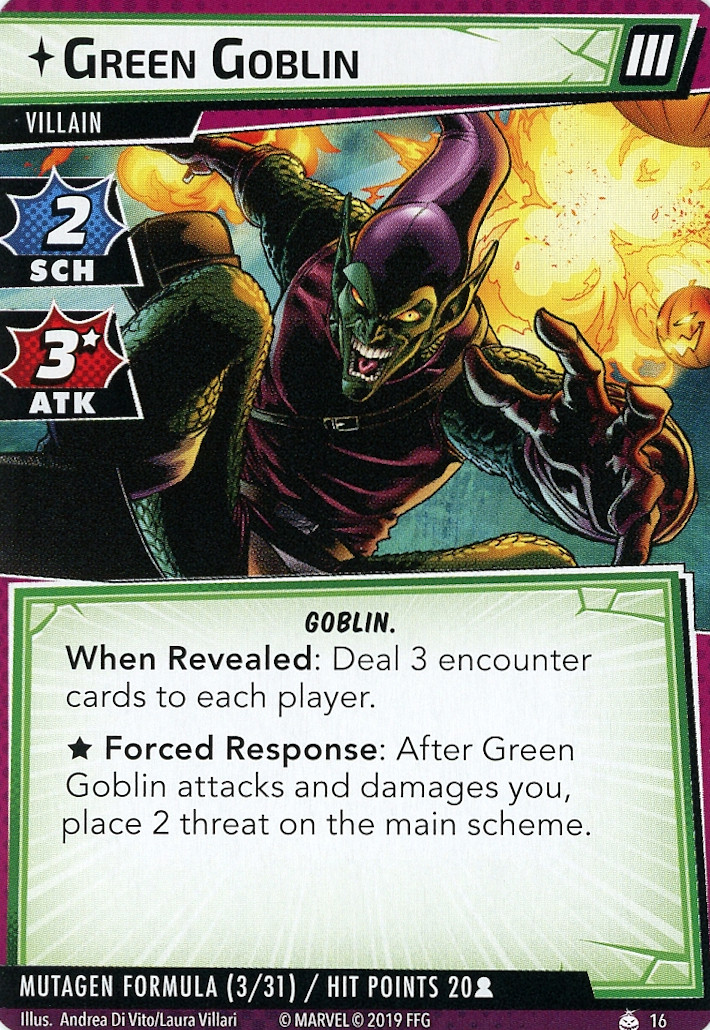 GREEN GOBLIN
III
VILLAIN
2
SCH
3★
ATK
GOBLIN.
When Revealed: Deal 3 encounter
cards to each player.
★ Forced Response: After Green
Goblin attacks and damages you,
place 2 threat on the main scheme.
MUTAGEN FORMULA (3/31) / HIT POINTS 20
Illus. Andrea Di Vito/Laura Villari © MARVEL © 2019 FFG 16